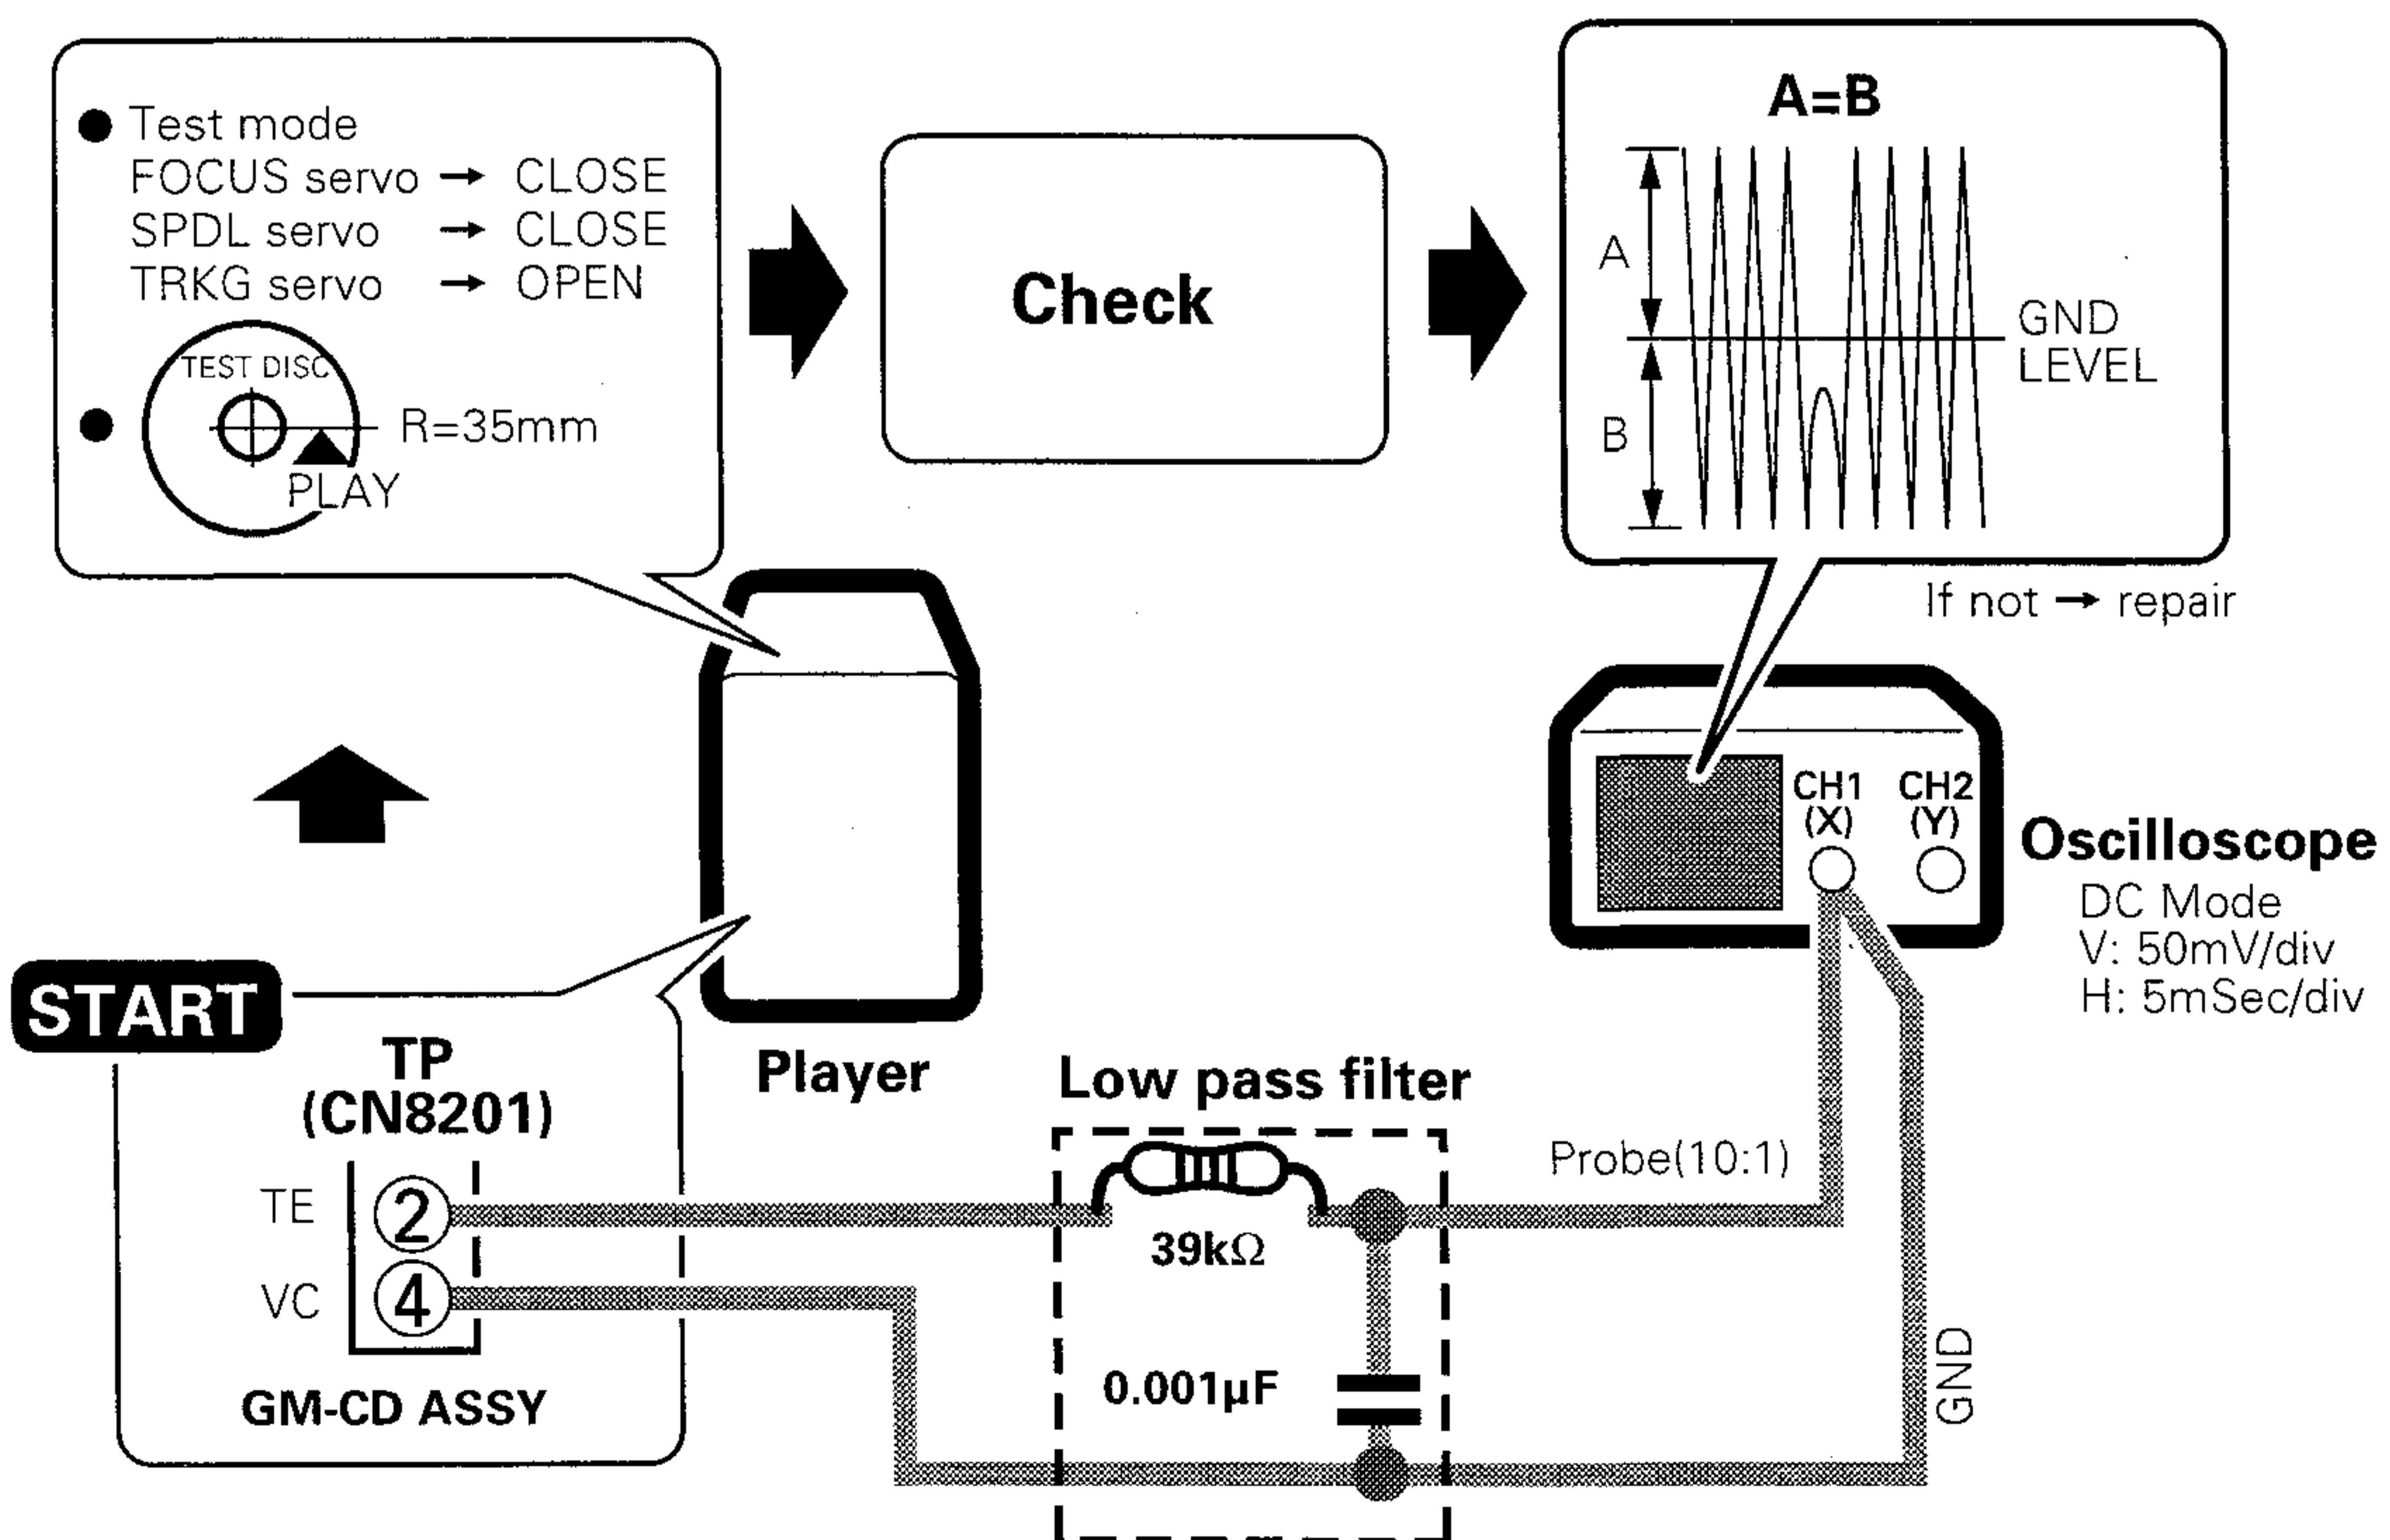 ● Test mode
FOCUS servo → CLOSE
SPDL servo → CLOSE
TRKG servo → OPEN
TEST DISC
● R=35mm
PLAY
Check
A=B
A
GND
LEVEL
B
If not → repair
CH1
(X)
CH2
(Y)
Oscilloscope
DC Mode
V: 50mV/div
H: 5mSec/div
START
TP
(CN8201)
TE ②
VC ④
GM-CD ASSY
Player
Low pass filter
39kΩ
0.001µF
Probe(10:1)
GND